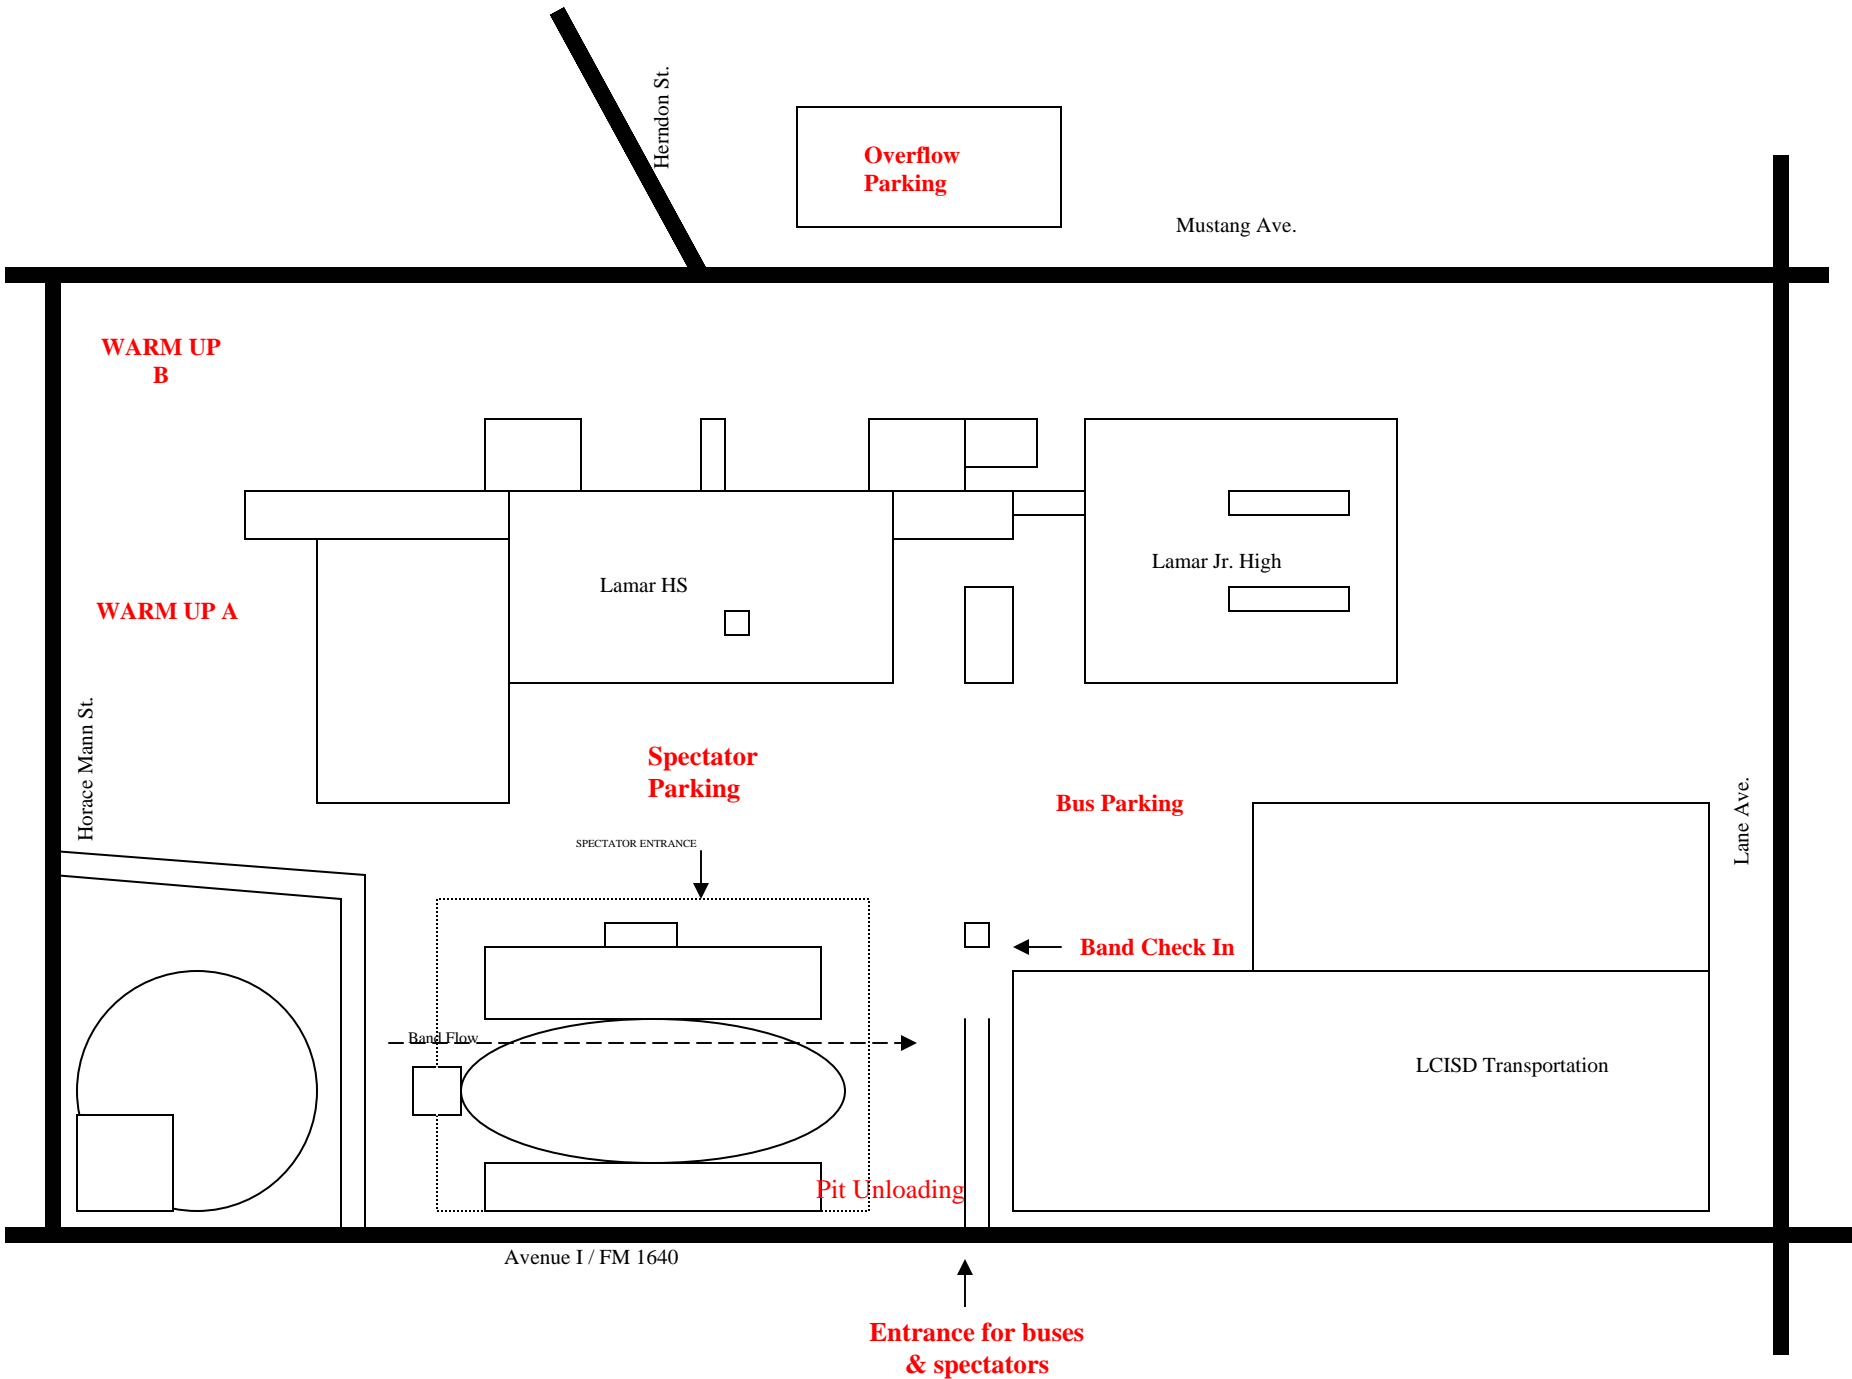 Herndon St.
Overflow
Parking
Mustang Ave.
WARM UP
B
Lamar Jr. High
Lamar HS
WARM UP A
Horace Mann St.
Spectator
Parking
Bus Parking
Lane Ave.
SPECTATOR ENTRANCE
Band Check In
Band Flow
LCISD Transportation
Pit Unloading
Avenue I / FM 1640
Entrance for buses
& spectators